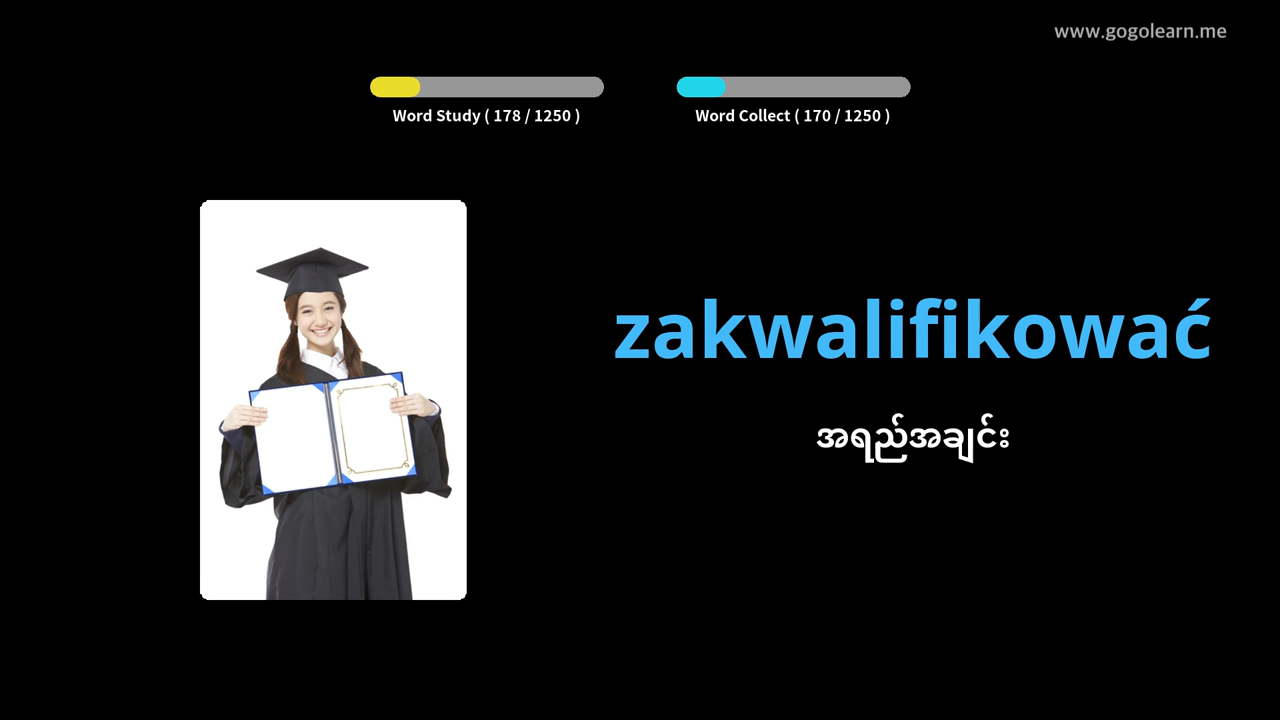 www.gogolearn.me
Word Study ( 178 / 1250 )
Word Collect ( 170 / 1250 )
zakwalifikować
အရည်အချင်း